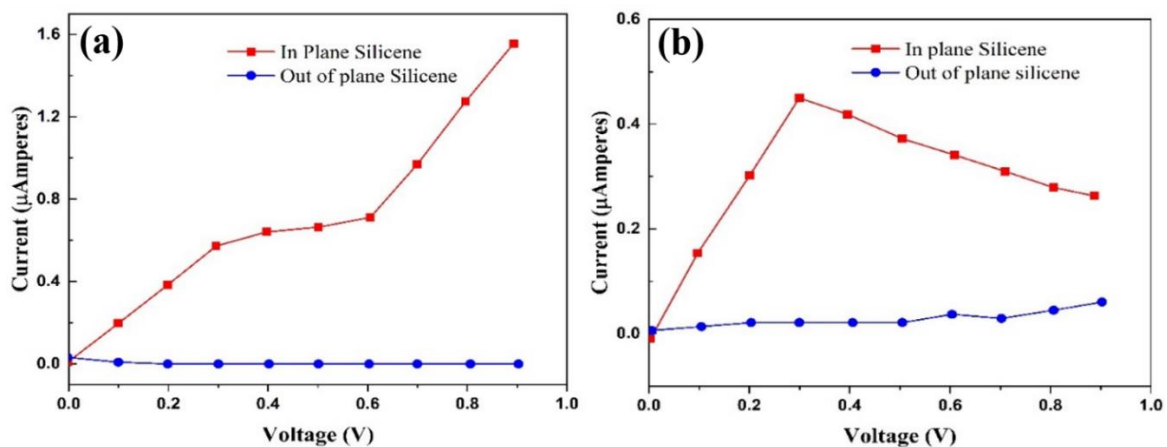 (a)
In Plane Silicene
Out of plane Silicene
Current (μAmperes)
1.6
1.2
0.8
0.4
0.0
0.0 0.2 0.4 0.6 0.8 1.0
Voltage (V)
(b)
In plane Silicene
Out of plane silicene
Current (μAmperes)
0.6
0.4
0.2
0.0
0.0 0.2 0.4 0.6 0.8 1.0
Voltage (V)